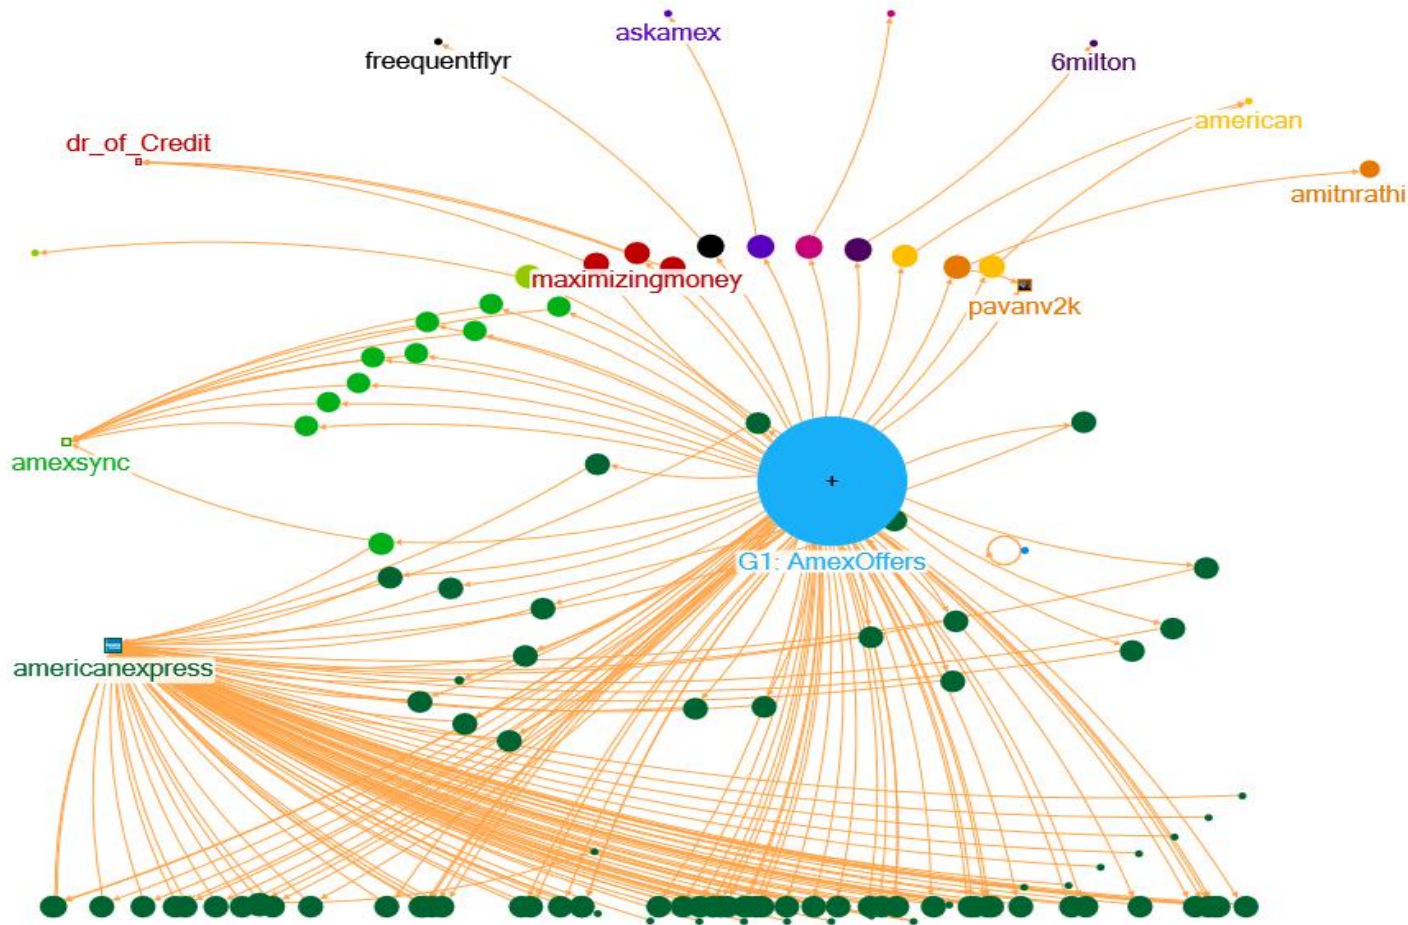 askamex
freequentflyr
6milton
american
dr_of_Credit
amitnrathi
maximizingmoney
pavanv2k
amexsync
G1: AmexOffers
americanexpress